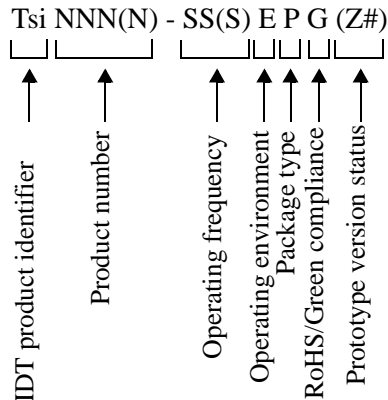 Tsi NNN(N) - SS(S) E P G (Z#)
IDT product identifier
Product number
Operating frequency
Operating environment
Package type
RoHS/Green compliance
Prototype version status